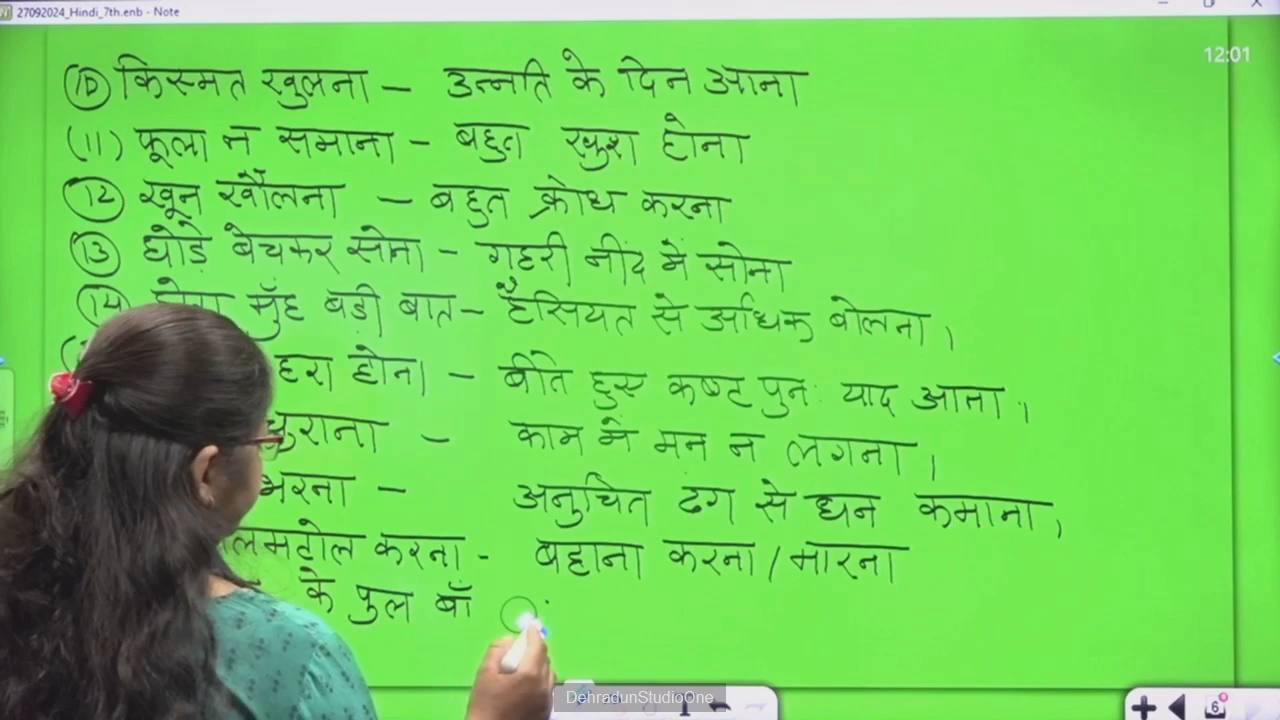 27092024_Hindi_7th.enb - Note
12:01
(10) किस्मत खुलना - उन्नति के दिन आना
(11) फूला न समाना - बहुत खुश होना
(12) खून खौलना - बहुत क्रोध करना
(13) घोड़े बेचकर सोना - गहरी नींद में सोना
(14) मुँह बड़ी बात - हैसियत से अधिक बोलना,
हरा होना - बीते हुए कष्ट पुनः याद आना,
चुराना - काम में मन न लगना,
भरना - अनुचित ढंग से धन कमाना,
लमटोल करना - बहाना करना/मारना
के पुल बाँ
DehradunStudioOne
6